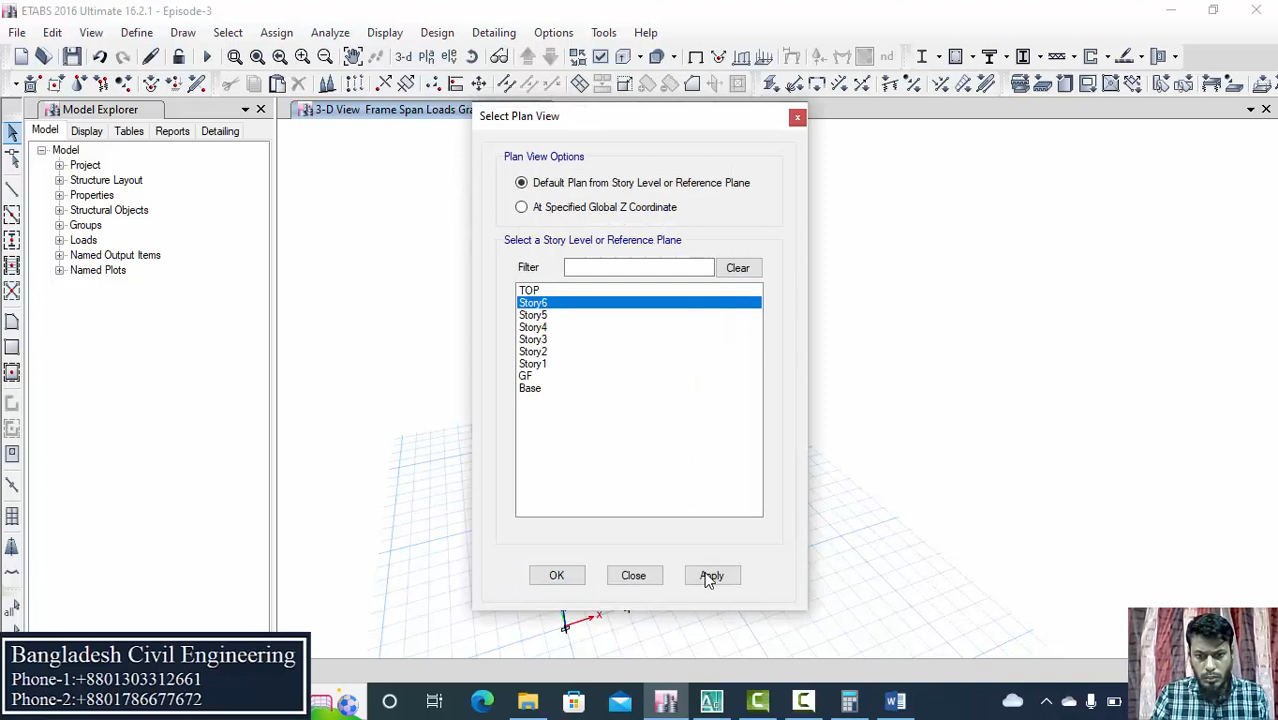 ETABS 2016 Ultimate 16.2.1 - Episode-3
File Edit View Define Draw Select Assign Analyze Display Design Detailing Options Tools Help
3-d
nd
Model Explorer
3-D View Frame Span Loads Gra
Model Display Tables Reports Detailing
Model
Project
Structure Layout
Properties
Structural Objects
Groups
Loads
Named Output Items
Named Plots
Select Plan View
x
Plan View Options
Default Plan from Story Level or Reference Plane
At Specified Global Z Coordinate
Select a Story Level or Reference Plane
Filter
Clear
TOP
Story6
Story5
Story4
Story3
Story2
Story1
GF
Base
OK
Close
Apply
X
all
Bangladesh Civil Engineering
Phone-1:+8801303312661
Phone-2:+8801786677672